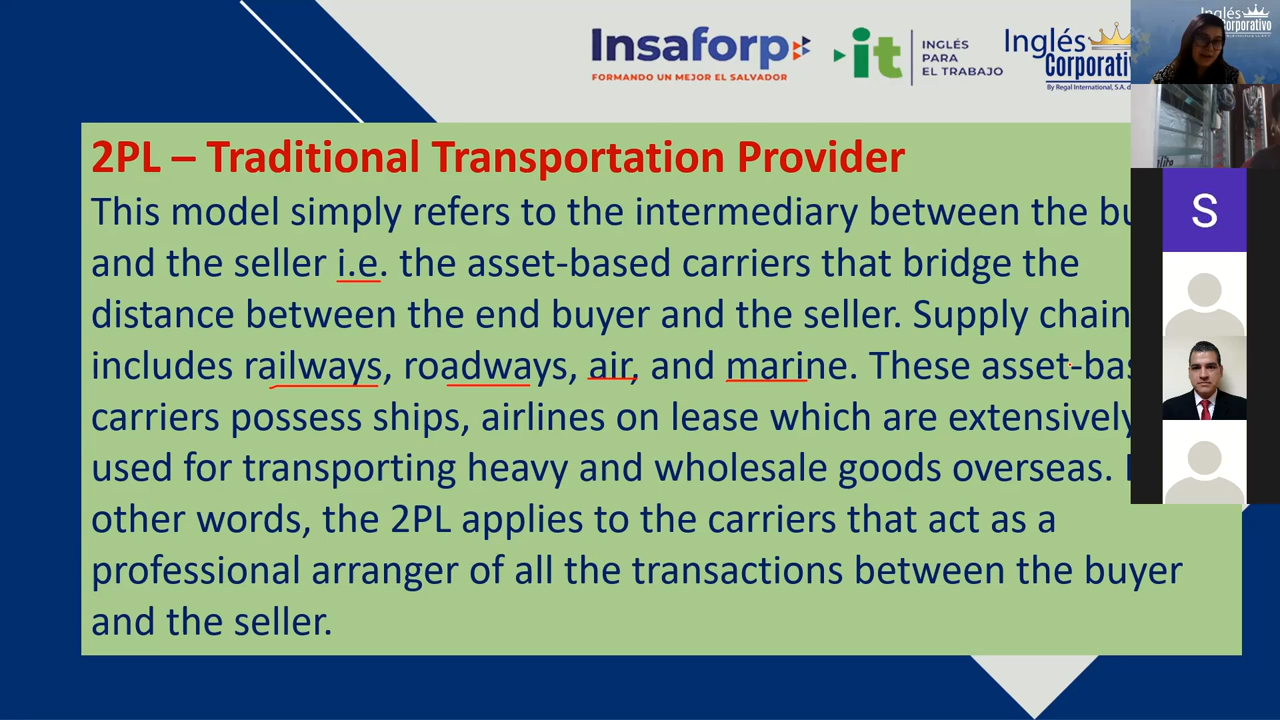 Insaforp
FORMANDO UN MEJOR EL SALVADOR
it
INGLÉS
PARA
EL TRABAJO
Inglés
Corporativ
By Regal International, S.A. d
Inglés
Corporativo
2PL – Traditional Transportation Provider
This model simply refers to the intermediary between the bu
and the seller i.e. the asset-based carriers that bridge the
distance between the end buyer and the seller. Supply chain
includes railways, roadways, air, and marine. These asset-bas
carriers possess ships, airlines on lease which are extensively
used for transporting heavy and wholesale goods overseas.
other words, the 2PL applies to the carriers that act as a
professional arranger of all the transactions between the buyer
and the seller.
S